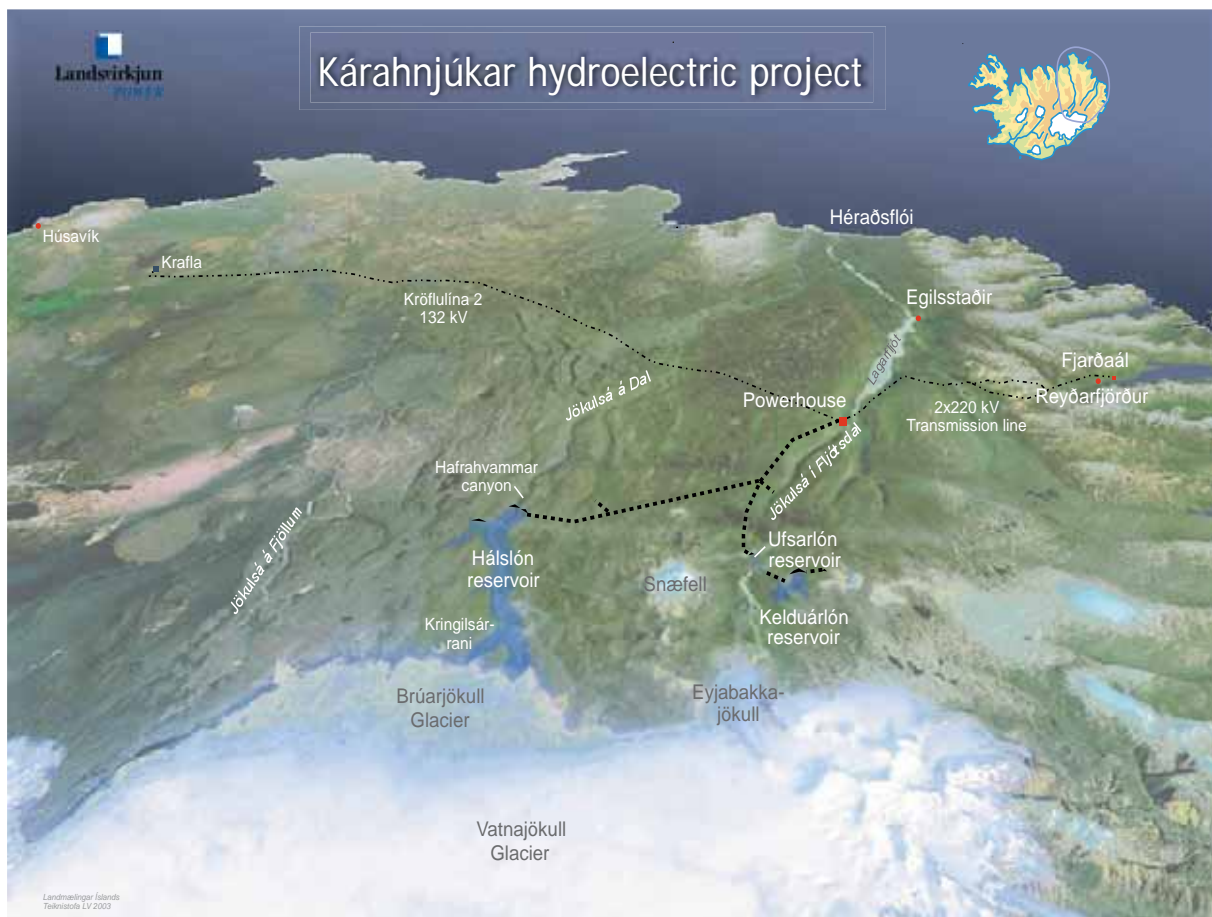 Landsvirkjun
POWER
Kárahnjúkar hydroelectric project
Héraðsflói
Húsavík
Krafla
Kröflulína 2
132 kV
Egilsstaðir
Lagarfljót
Fjarðaál
Reyðarfjörður
Jökulsá á Dal
Powerhouse
2x220 kV
Transmission line
Jökulsá í Fljótsdal
Hafrahvammar
canyon
Jökulsá á Fjöllum
Ufsarlón
reservoir
Hálslón
reservoir
Snæfell
Kelduárlón
reservoir
Kringilsár-
rani
Brúarjökull
Glacier
Eyjabakka-
jökull
Vatnajökull
Glacier
Landmælingar Íslands
Teiknistofa LV 2003